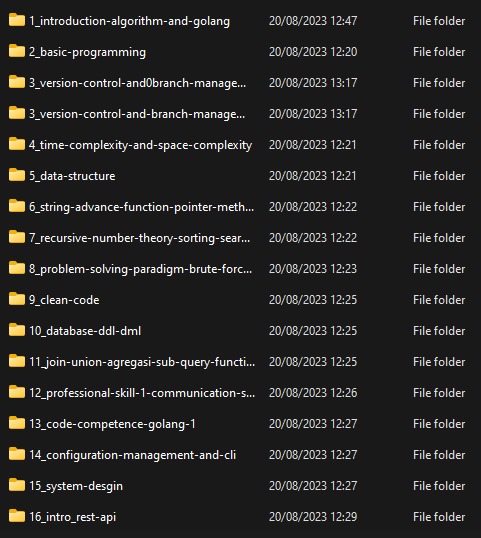 1_introduction-algorithm-and-golang 20/08/2023 12:47 File folder
2_basic-programming 20/08/2023 12:20 File folder
3_version-control-and0branch-manage... 20/08/2023 13:17 File folder
3_version-control-and-branch-manage... 20/08/2023 13:17 File folder
4_time-complexity-and-space-complexity 20/08/2023 12:21 File folder
5_data-structure 20/08/2023 12:21 File folder
6_string-advance-function-pointer-meth... 20/08/2023 12:22 File folder
7_recursive-number-theory-sorting-sear... 20/08/2023 12:22 File folder
8_problem-solving-paradigm-brute-forc... 20/08/2023 12:23 File folder
9_clean-code 20/08/2023 12:25 File folder
10_database-ddl-dml 20/08/2023 12:25 File folder
11_join-union-agregasi-sub-query-functi... 20/08/2023 12:25 File folder
12_professional-skill-1-communication-s... 20/08/2023 12:26 File folder
13_code-competence-golang-1 20/08/2023 12:27 File folder
14_configuration-management-and-cli 20/08/2023 12:27 File folder
15_system-desgin 20/08/2023 12:27 File folder
16_intro_rest-api 20/08/2023 12:29 File folder